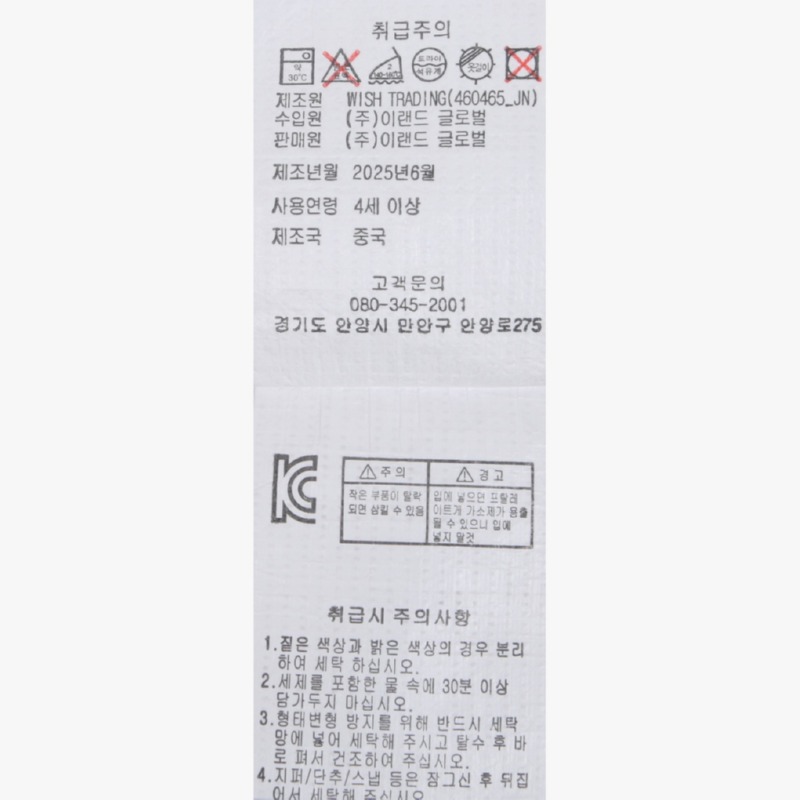 취급주의
약
30℃
드라이
석유계
옷걸이
제조원 WISH TRADING(460465_JN)
수입원 (주)이랜드 글로벌
판매원 (주)이랜드 글로벌
제조년월 2025년6월
사용연령 4세 이상
제조국 중국
고객문의
080-345-2001
경기도 안양시 만안구 안양로275
주의 경고
작은 부품이 탈락 입에 넣으면 프탈레
되면 삼킬 수 있음 이트계 가소제가 용출
될 수 있으니 입에
넣지 말것
취급시 주의사항
1.짙은 색상과 밝은 색상의 경우 분리
하여 세탁 하십시오.
2.세제를 포함한 물 속에 30분 이상
담가두지 마십시오.
3.형태변형 방지를 위해 반드시 세탁
망에 넣어 세탁해 주시고 탈수 후 바
로 펴서 건조하여 주십시오.
4.지퍼/단추/스냅 등은 잠그신 후 뒤집
어서 세탁해 주십시오